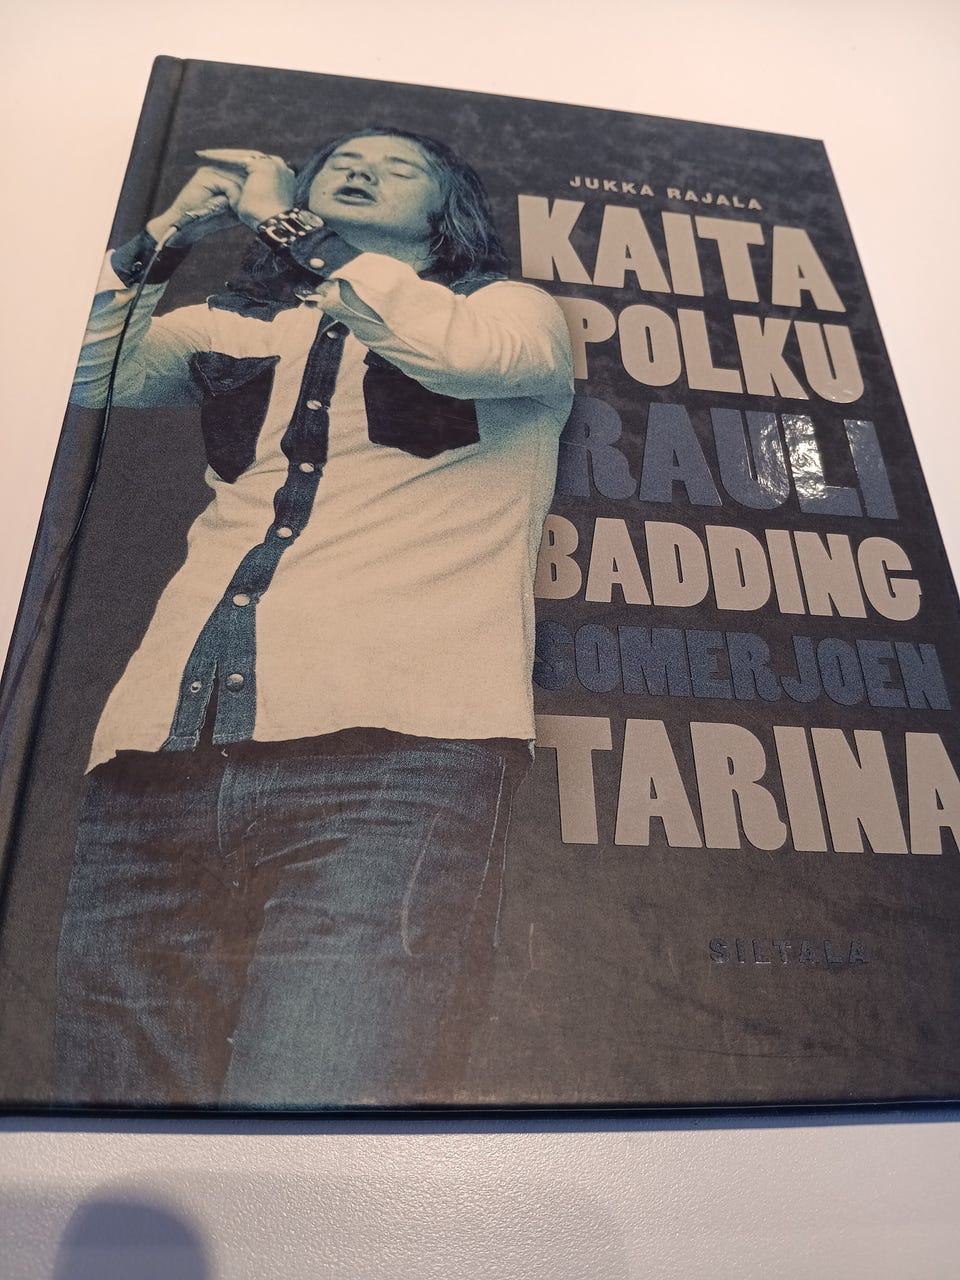 JUKKA RAJALA
KAITA
POLKU
RAULI
BADDING
SOMERJOEN
TARINA
SILTALA